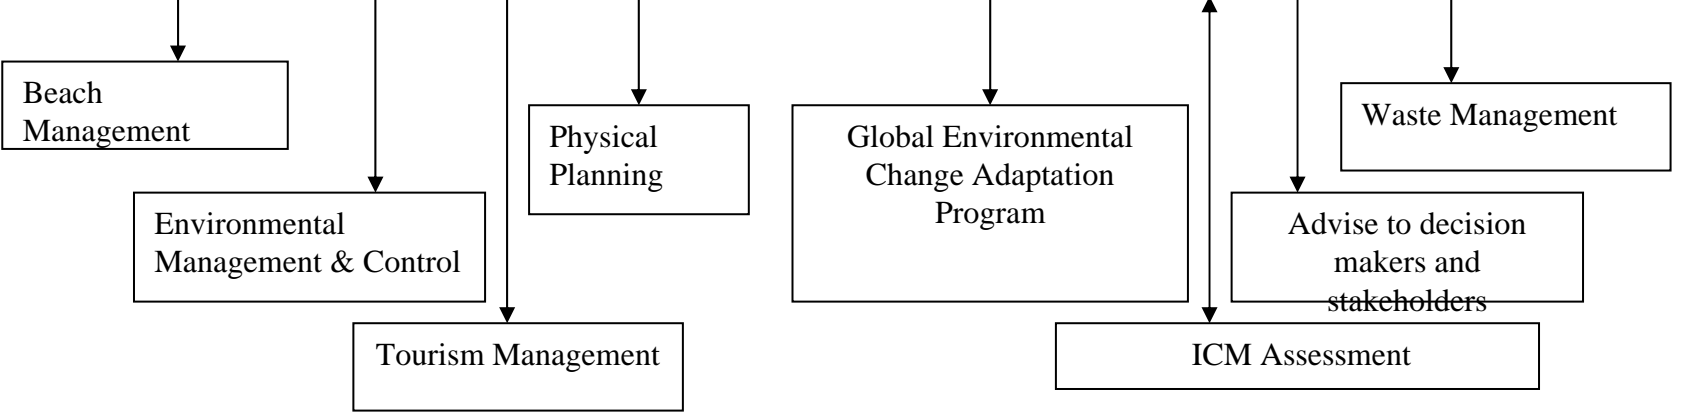 Beach
Management
Environmental
Management & Control
Tourism Management
Physical
Planning
Global Environmental
Change Adaptation
Program
Waste Management
Advise to decision
makers and
stakeholders
ICM Assessment